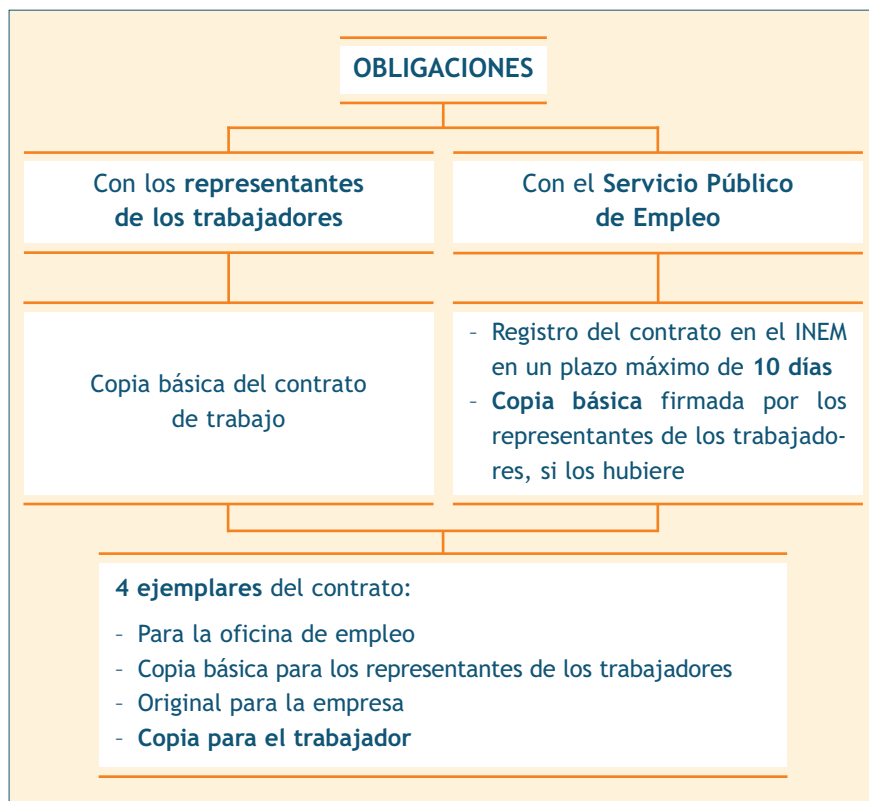 OBLIGACIONES
Con los representantes
de los trabajadores
Con el Servicio Público
de Empleo
Copia básica del contrato
de trabajo
- Registro del contrato en el INEM
en un plazo máximo de 10 días
- Copia básica firmada por los
representantes de los trabajado-
res, si los hubiere
4 ejemplares del contrato:
- Para la oficina de empleo
- Copia básica para los representantes de los trabajadores
- Original para la empresa
- Copia para el trabajador